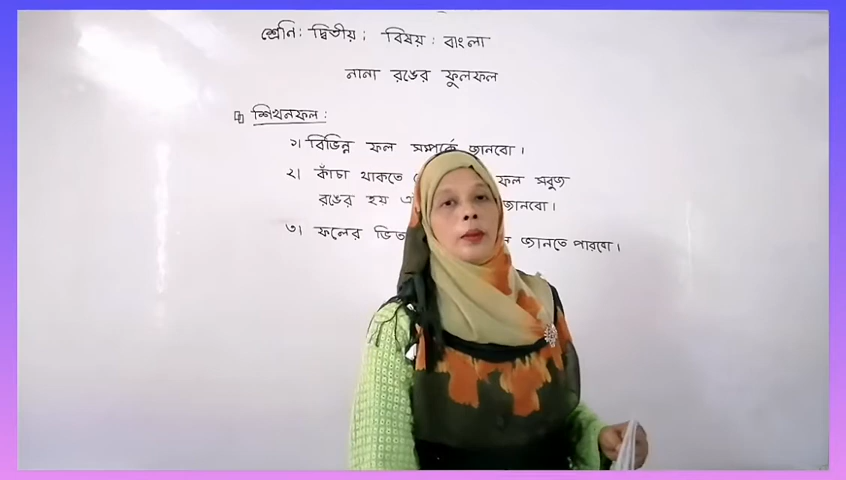 শ্রেণি: দ্বিতীয়; বিষয় : বাংলা
নানা রঙের ফুলফল
শিখনফল :
১। বিভিন্ন ফল সম্পর্কে জানবো।
২। কাঁচা থাকতে ফল সবুজ
রঙের হয় জানবো।
৩। ফলের জানতে পারবো।